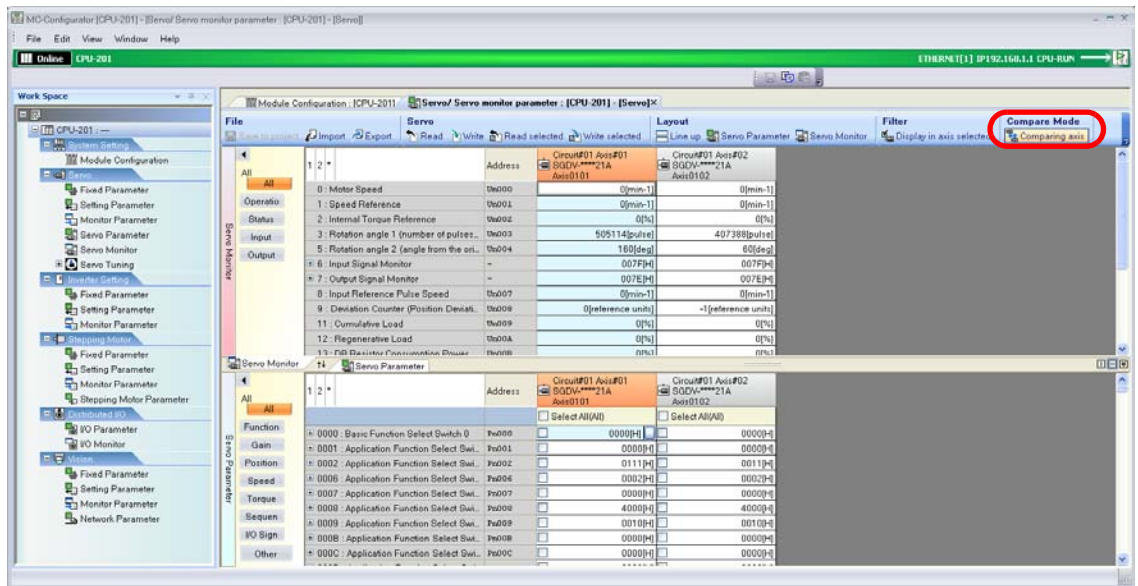 MC-Configurator [CPU-201] - [Servo/ Servo monitor parameter : [CPU-201] - [Servo]]
File Edit View Window Help
Online CPU-201
ETHERNET[1] IP192.168.1.1 CPU-RUN
Work Space
Module Configuration : [CPU-201]
Servo/ Servo monitor parameter : [CPU-201] - [Servo]×
CPU-201 : ―
System Setting
Module Configuration
Servo
Fixed Parameter
Setting Parameter
Monitor Parameter
Servo Parameter
Servo Monitor
Servo Tuning
Inverter Setting
Fixed Parameter
Setting Parameter
Monitor Parameter
Stepping Motor
Fixed Parameter
Setting Parameter
Monitor Parameter
Stepping Motor Parameter
Distributed I/O
I/O Parameter
I/O Monitor
Vision
Fixed Parameter
Setting Parameter
Monitor Parameter
Network Parameter
File Servo Layout Filter Compare Mode
Save to project Import Export Read Write Read selected Write selected Line up Servo Parameter Servo Monitor Display in axis selected Comparing axis
Servo Monitor
All
All
Operatio
Status
Input
Output
1 2 * Address
Circuit#01 Axis#01
SGDV-****21A
Axis0101
Circuit#01 Axis#02
SGDV-****21A
Axis0102
0 : Motor Speed Un000 0[min-1] 0[min-1]
1 : Speed Reference Un001 0[min-1] 0[min-1]
2 : Internal Torque Reference Un002 0[%] 0[%]
3 : Rotation angle 1 (number of pulses... Un003 505114[pulse] 407388[pulse]
5 : Rotation angle 2 (angle from the ori... Un004 160[deg] 60[deg]
6 : Input Signal Monitor - 007F[H] 007F[H]
7 : Output Signal Monitor - 007E[H] 007E[H]
8 : Input Reference Pulse Speed Un007 0[min-1] 0[min-1]
9 : Deviation Counter (Position Deviati... Un008 0[reference units] -1[reference units]
11 : Cumulative Load Un009 0[%] 0[%]
12 : Regenerative Load Un00A 0[%] 0[%]
13 : DB Resistor Consumption Power Un00B 0[%] 0[%]
Servo Monitor Servo Parameter
Servo Parameter
All
All
Function
Gain
Position
Speed
Torque
Sequen
I/O Sign
Other
1 2 * Address
Circuit#01 Axis#01
SGDV-****21A
Axis0101
Circuit#01 Axis#02
SGDV-****21A
Axis0102
Select All(All) Select All(All)
0000 : Basic Function Select Switch 0 Pn000 0000[H] 0000[H]
0001 : Application Function Select Swi... Pn001 0000[H] 0000[H]
0002 : Application Function Select Swi... Pn002 0111[H] 0011[H]
0006 : Application Function Select Swi... Pn006 0002[H] 0002[H]
0007 : Application Function Select Swi... Pn007 0000[H] 0000[H]
0008 : Application Function Select Swi... Pn008 4000[H] 4000[H]
0009 : Application Function Select Swi... Pn009 0010[H] 0010[H]
000B : Application Function Select Swi... Pn00B 0000[H] 0000[H]
000C : Application Function Select Swi... Pn00C 0000[H] 0000[H]